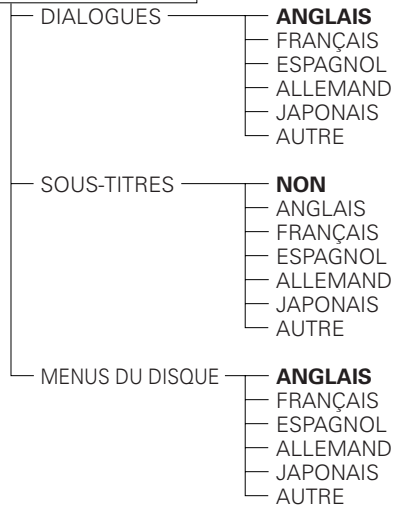 DIALOGUES ANGLAIS
FRANÇAIS
ESPAGNOL
ALLEMAND
JAPONAIS
AUTRE
SOUS-TITRES NON
ANGLAIS
FRANÇAIS
ESPAGNOL
ALLEMAND
JAPONAIS
AUTRE
MENUS DU DISQUE ANGLAIS
FRANÇAIS
ESPAGNOL
ALLEMAND
JAPONAIS
AUTRE